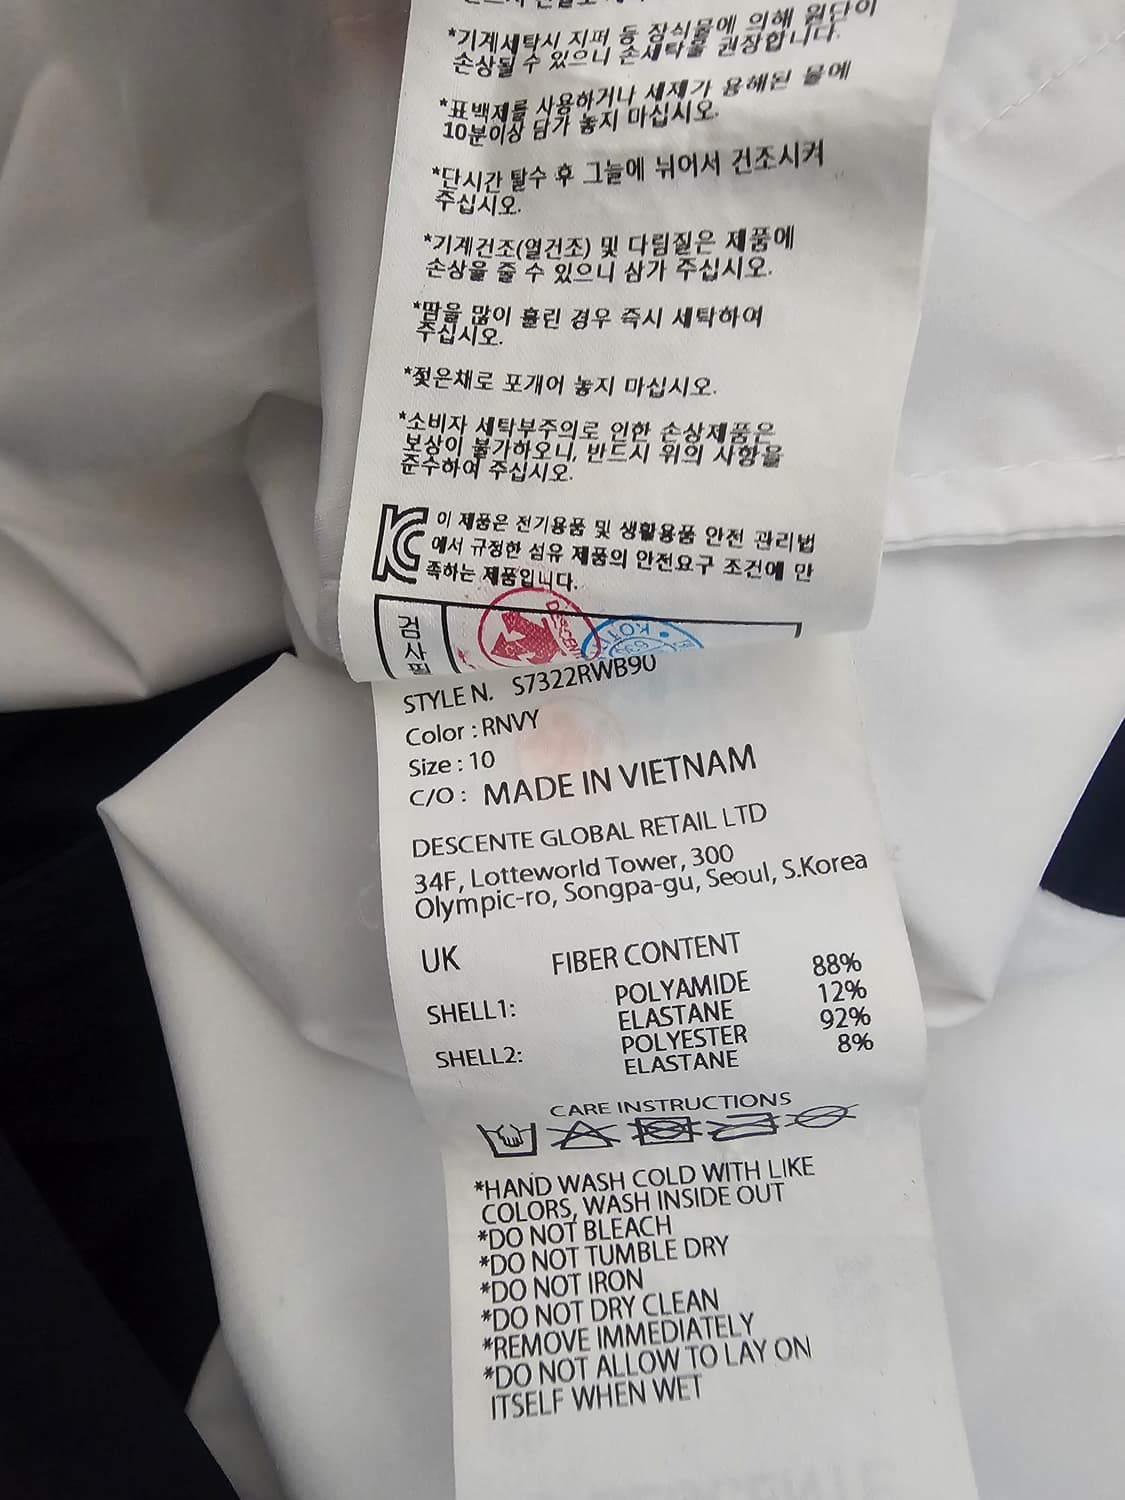 *기계세탁시 지퍼 등 장식물에 의해 원단이
손상될 수 있으니 손세탁을 권장합니다.
*표백제를 사용하거나 세제가 용해된 물에
10분이상 담가 놓지 마십시오.
*단시간 탈수 후 그늘에 뉘어서 건조시켜
주십시오.
*기계건조(열건조) 및 다림질은 제품에
손상을 줄 수 있으니 삼가 주십시오.
*땀을 많이 흘린 경우 즉시 세탁하여
주십시오.
*젖은채로 포개어 놓지 마십시오.
*소비자 세탁부주의로 인한 손상제품은
보상이 불가하오니, 반드시 위의 사항을
준수하여 주십시오.
이 제품은 전기용품 및 생활용품 안전 관리법
에서 규정한 섬유 제품의 안전요구 조건에 만
족하는 제품입니다.
검사필
STYLE N. S7322RWB90
Color : RNVY
Size : 10
C/O : MADE IN VIETNAM
DESCENTE GLOBAL RETAIL LTD
34F, Lotteworld Tower, 300
Olympic-ro, Songpa-gu, Seoul, S.Korea
UK FIBER CONTENT
SHELL1: POLYAMIDE 88%
ELASTANE 12%
SHELL2: POLYESTER 92%
ELASTANE 8%
CARE INSTRUCTIONS
*HAND WASH COLD WITH LIKE
COLORS, WASH INSIDE OUT
*DO NOT BLEACH
*DO NOT TUMBLE DRY
*DO NOT IRON
*DO NOT DRY CLEAN
*REMOVE IMMEDIATELY
*DO NOT ALLOW TO LAY ON
ITSELF WHEN WET